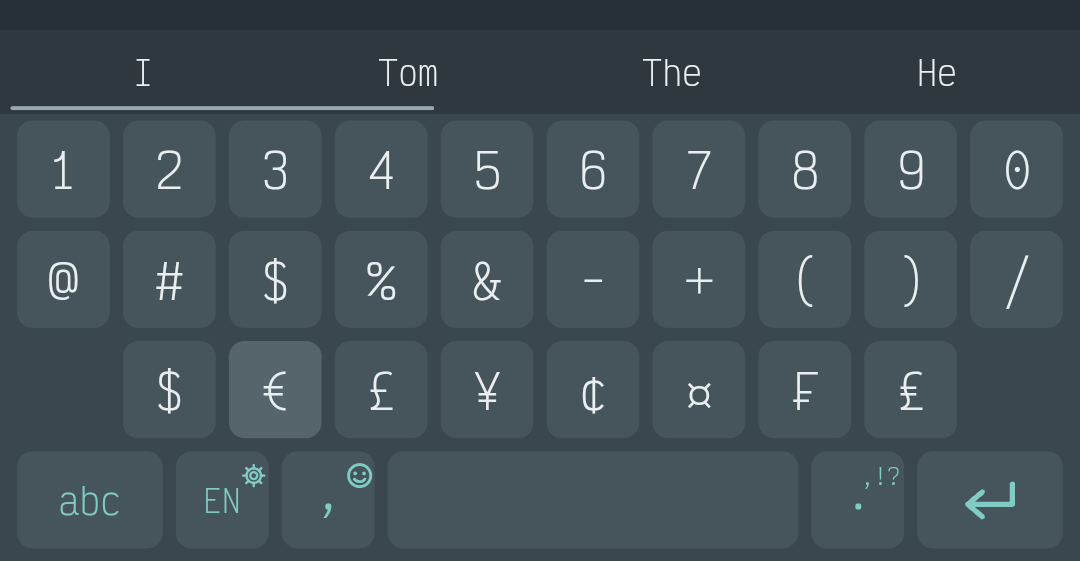 I Tom The He
1 2 3 4 5 6 7 8 9 0
@ # $ % & - + ( ) /
$ € £ ¥ ¢ ¤ ₣ ₤
,!?
abc EN , .